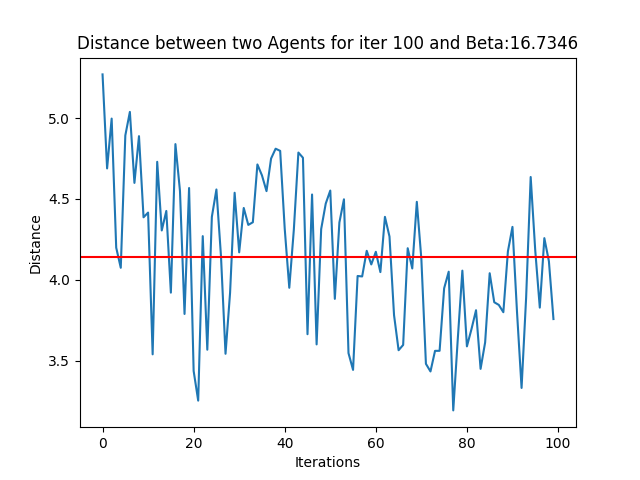 Distance between two Agents for iter 100 and Beta:16.7346
5.0
4.5
4.0
3.5
Distance
0 20 40 60 80 100
Iterations